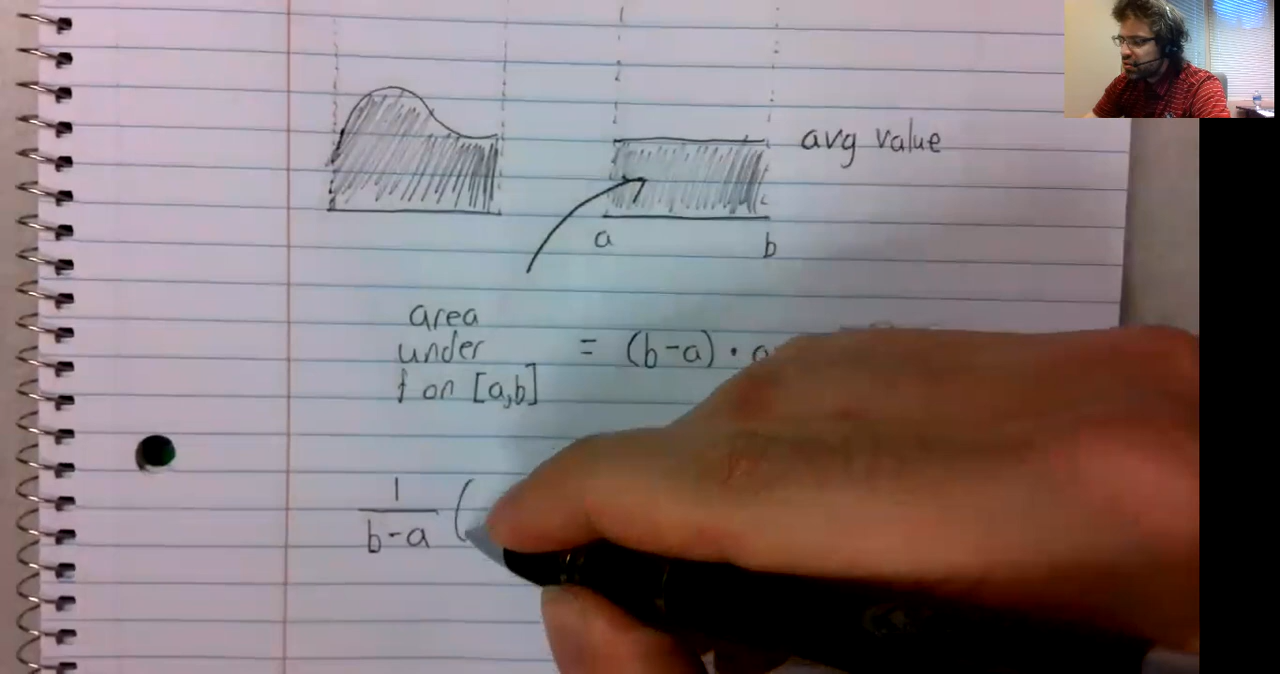 avg value
a b
area
under = (b-a) •
f on [a,b]
1
b-a (